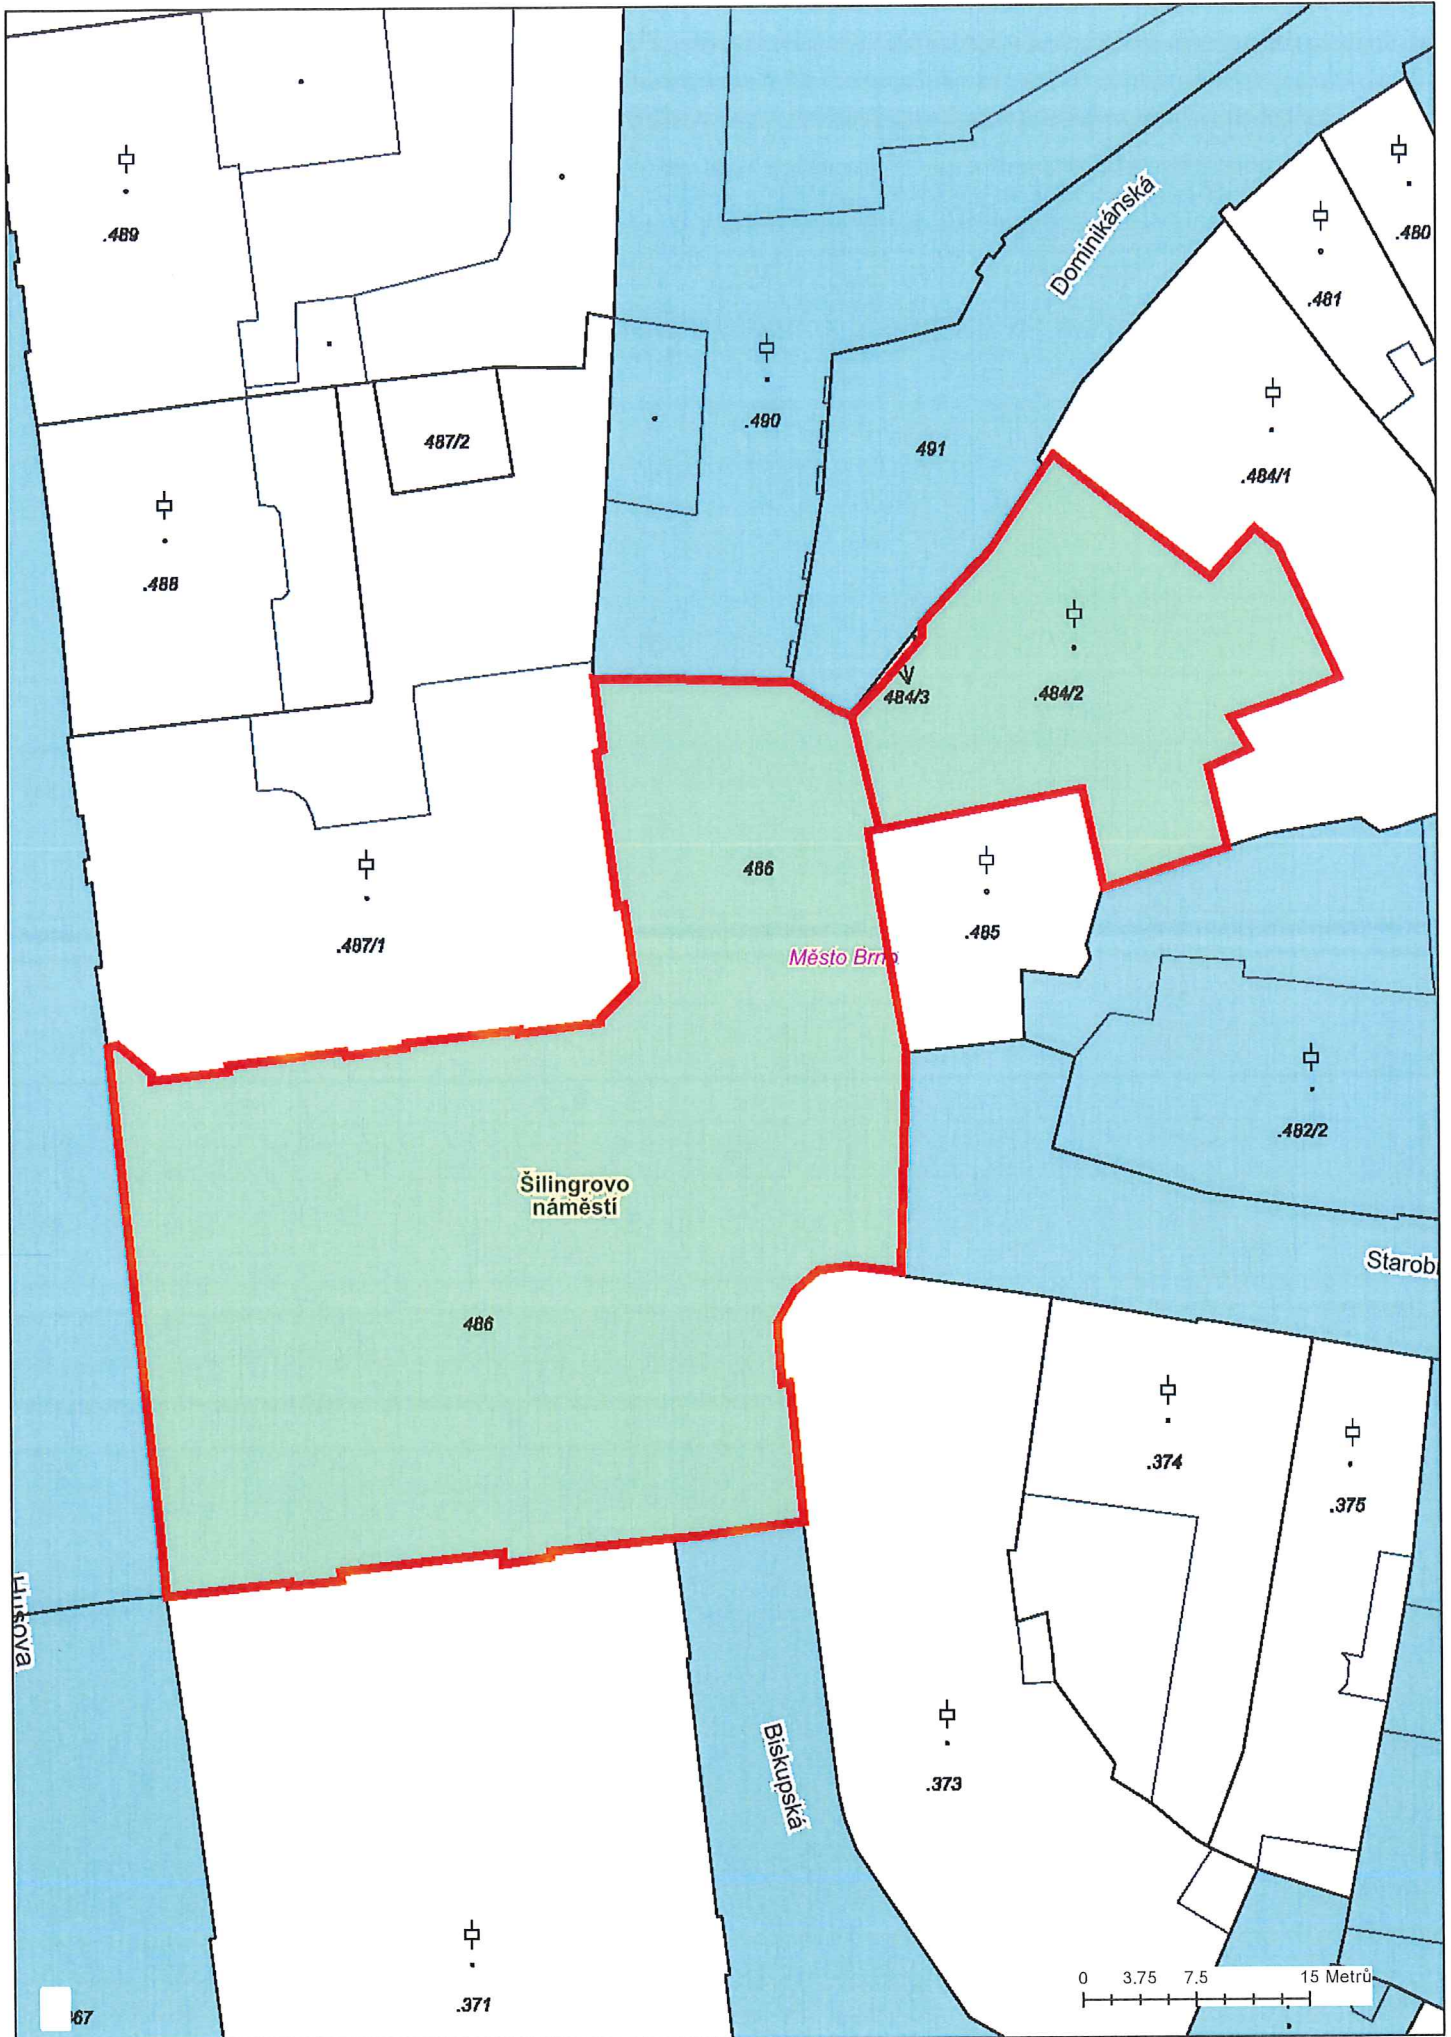 .489
Dominikánská
.480
.481
.490
487/2
491
.484/1
.488
484/3
.484/2
486
.485
.487/1
Město Brno
.482/2
Šilingrovo
náměstí
Starob
486
.374
.375
Husova
Biskupská
.373
0 3.75 7.5 15 Metrů
.371
67